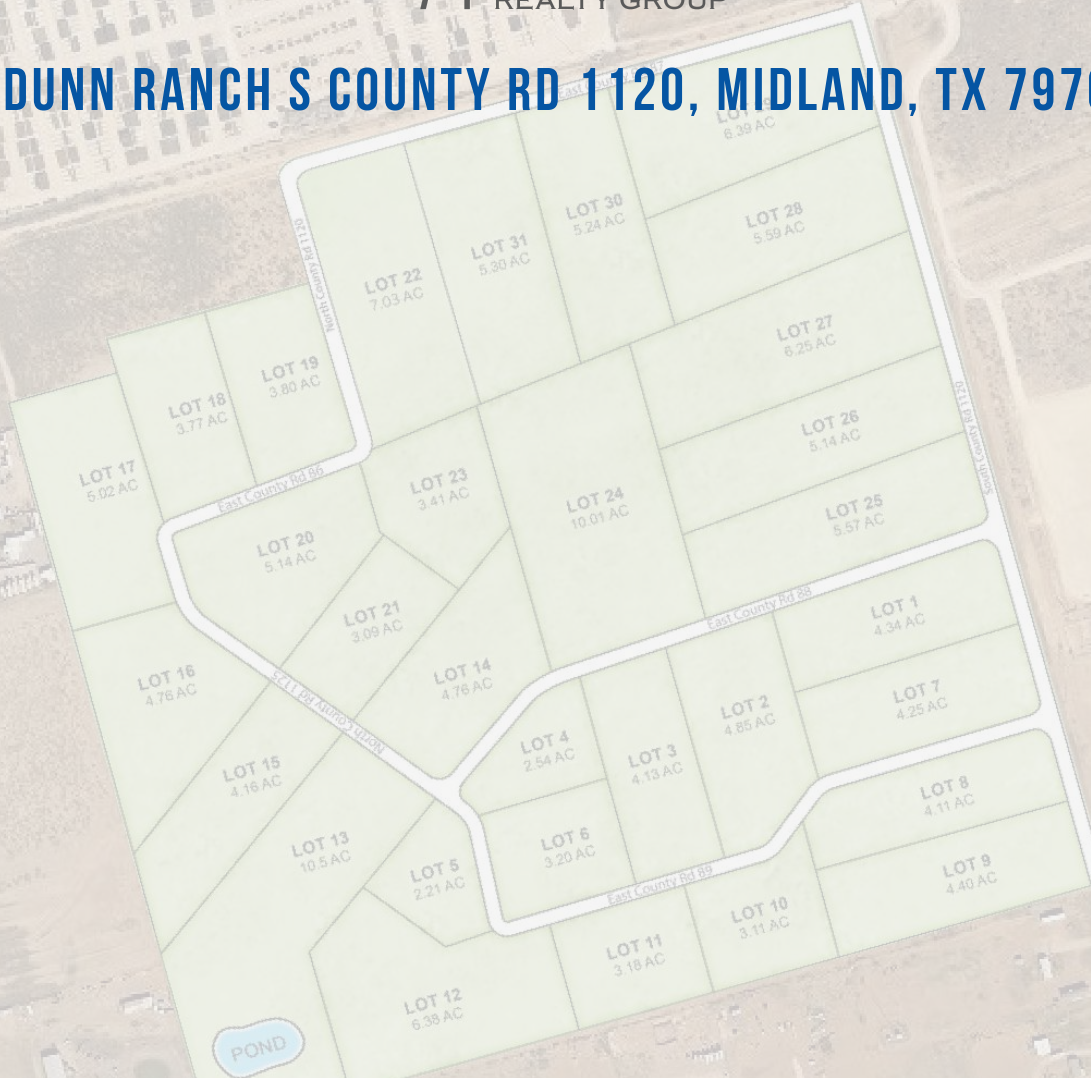 REALTY GROUP
DUNN RANCH S COUNTY RD 1120, MIDLAND, TX 797
6.39 AC
LOT 28
5.59 AC
LOT 30
5.24 AC
LOT 31
5.30 AC
LOT 22
7.03 AC
North County Rd 1120
LOT 27
6.25 AC
LOT 19
3.80 AC
LOT 18
3.77 AC
LOT 26
5.14 AC
South County Rd 1120
LOT 17
5.02 AC
East County Rd 86
LOT 23
3.41 AC
LOT 24
10.01 AC
LOT 25
5.57 AC
LOT 20
5.14 AC
LOT 21
3.09 AC
East County Rd 88
LOT 1
4.34 AC
LOT 16
4.76 AC
LOT 14
4.76 AC
North County Rd 1125
LOT 7
4.25 AC
LOT 2
4.85 AC
LOT 4
2.54 AC
LOT 3
4.13 AC
LOT 15
4.16 AC
LOT 8
4.11 AC
LOT 13
10.5 AC
LOT 6
3.20 AC
LOT 5
2.21 AC
East County Rd 89
LOT 9
4.40 AC
LOT 10
3.11 AC
LOT 11
3.18 AC
LOT 12
6.38 AC
POND